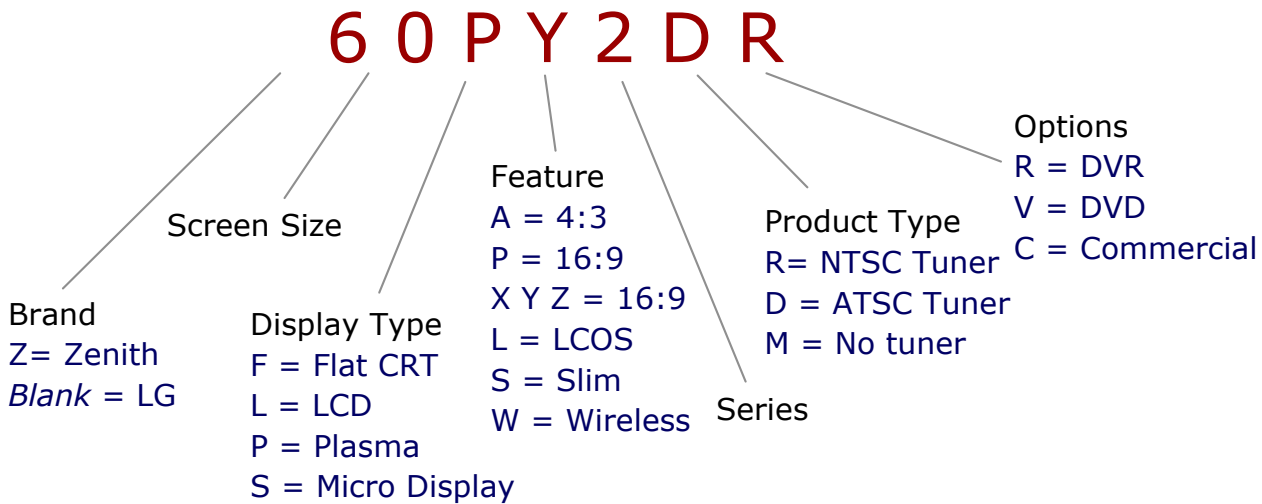 6 0 P Y 2 D R
Brand
Z= Zenith
Blank = LG
Screen Size
Display Type
F = Flat CRT
L = LCD
P = Plasma
S = Micro Display
Feature
A = 4:3
P = 16:9
X Y Z = 16:9
L = LCOS
S = Slim
W = Wireless
Series
Product Type
R= NTSC Tuner
D = ATSC Tuner
M = No tuner
Options
R = DVR
V = DVD
C = Commercial